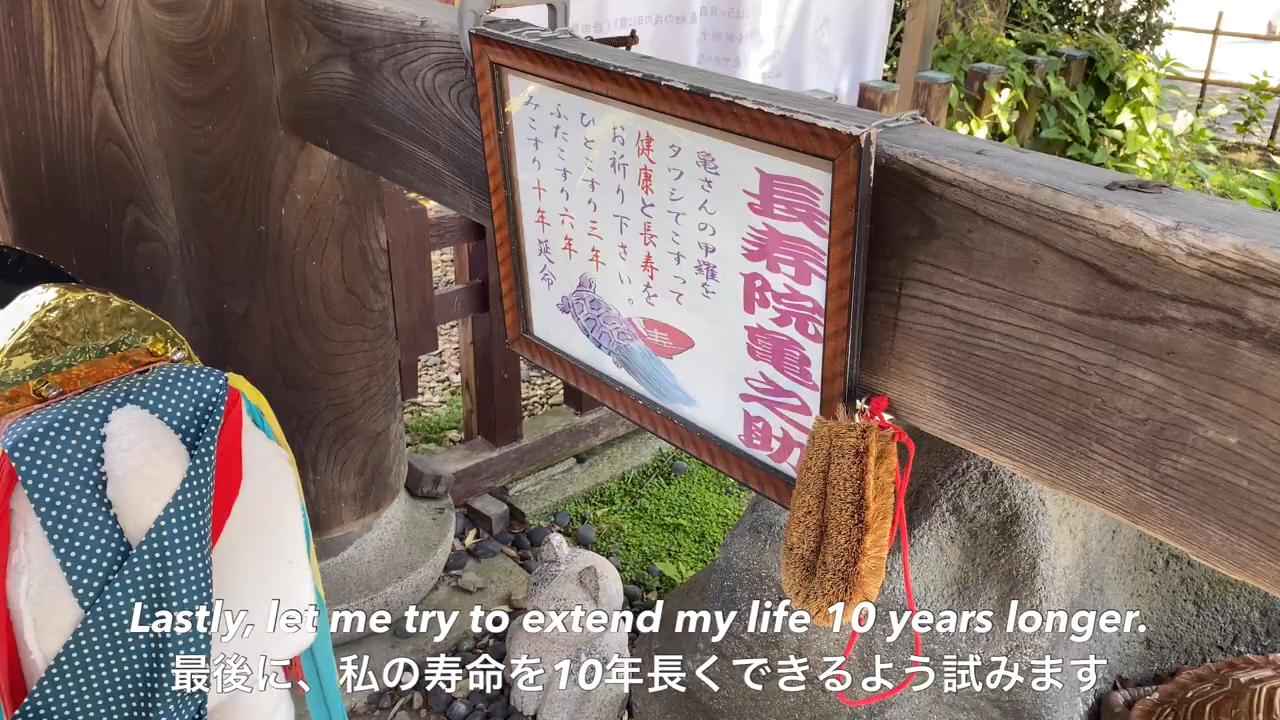 長寿院亀之助
亀さんの甲羅を
タワシでこすって
健康と長寿を
お祈り下さい。
ひとこすり三年
ふたこすり六年
みこすり十年延命
寿
Lastly, let me try to extend my life 10 years longer.
最後に、私の寿命を10年長くできるよう試みます